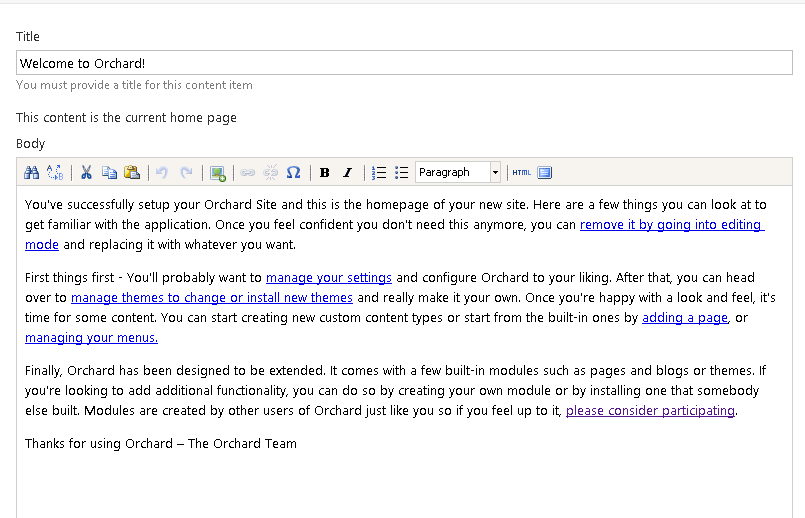 Title
Welcome to Orchard!
You must provide a title for this content item
This content is the current home page
Body
B I Paragraph HTML
You've successfully setup your Orchard Site and this is the homepage of your new site. Here are a few things you can look at to
get familiar with the application. Once you feel confident you don't need this anymore, you can remove it by going into editing
mode and replacing it with whatever you want.
First things first - You'll probably want to manage your settings and configure Orchard to your liking. After that, you can head
over to manage themes to change or install new themes and really make it your own. Once you're happy with a look and feel, it's
time for some content. You can start creating new custom content types or start from the built-in ones by adding a page, or
managing your menus.
Finally, Orchard has been designed to be extended. It comes with a few built-in modules such as pages and blogs or themes. If
you're looking to add additional functionality, you can do so by creating your own module or by installing one that somebody
else built. Modules are created by other users of Orchard just like you so if you feel up to it, please consider participating.
Thanks for using Orchard – The Orchard Team